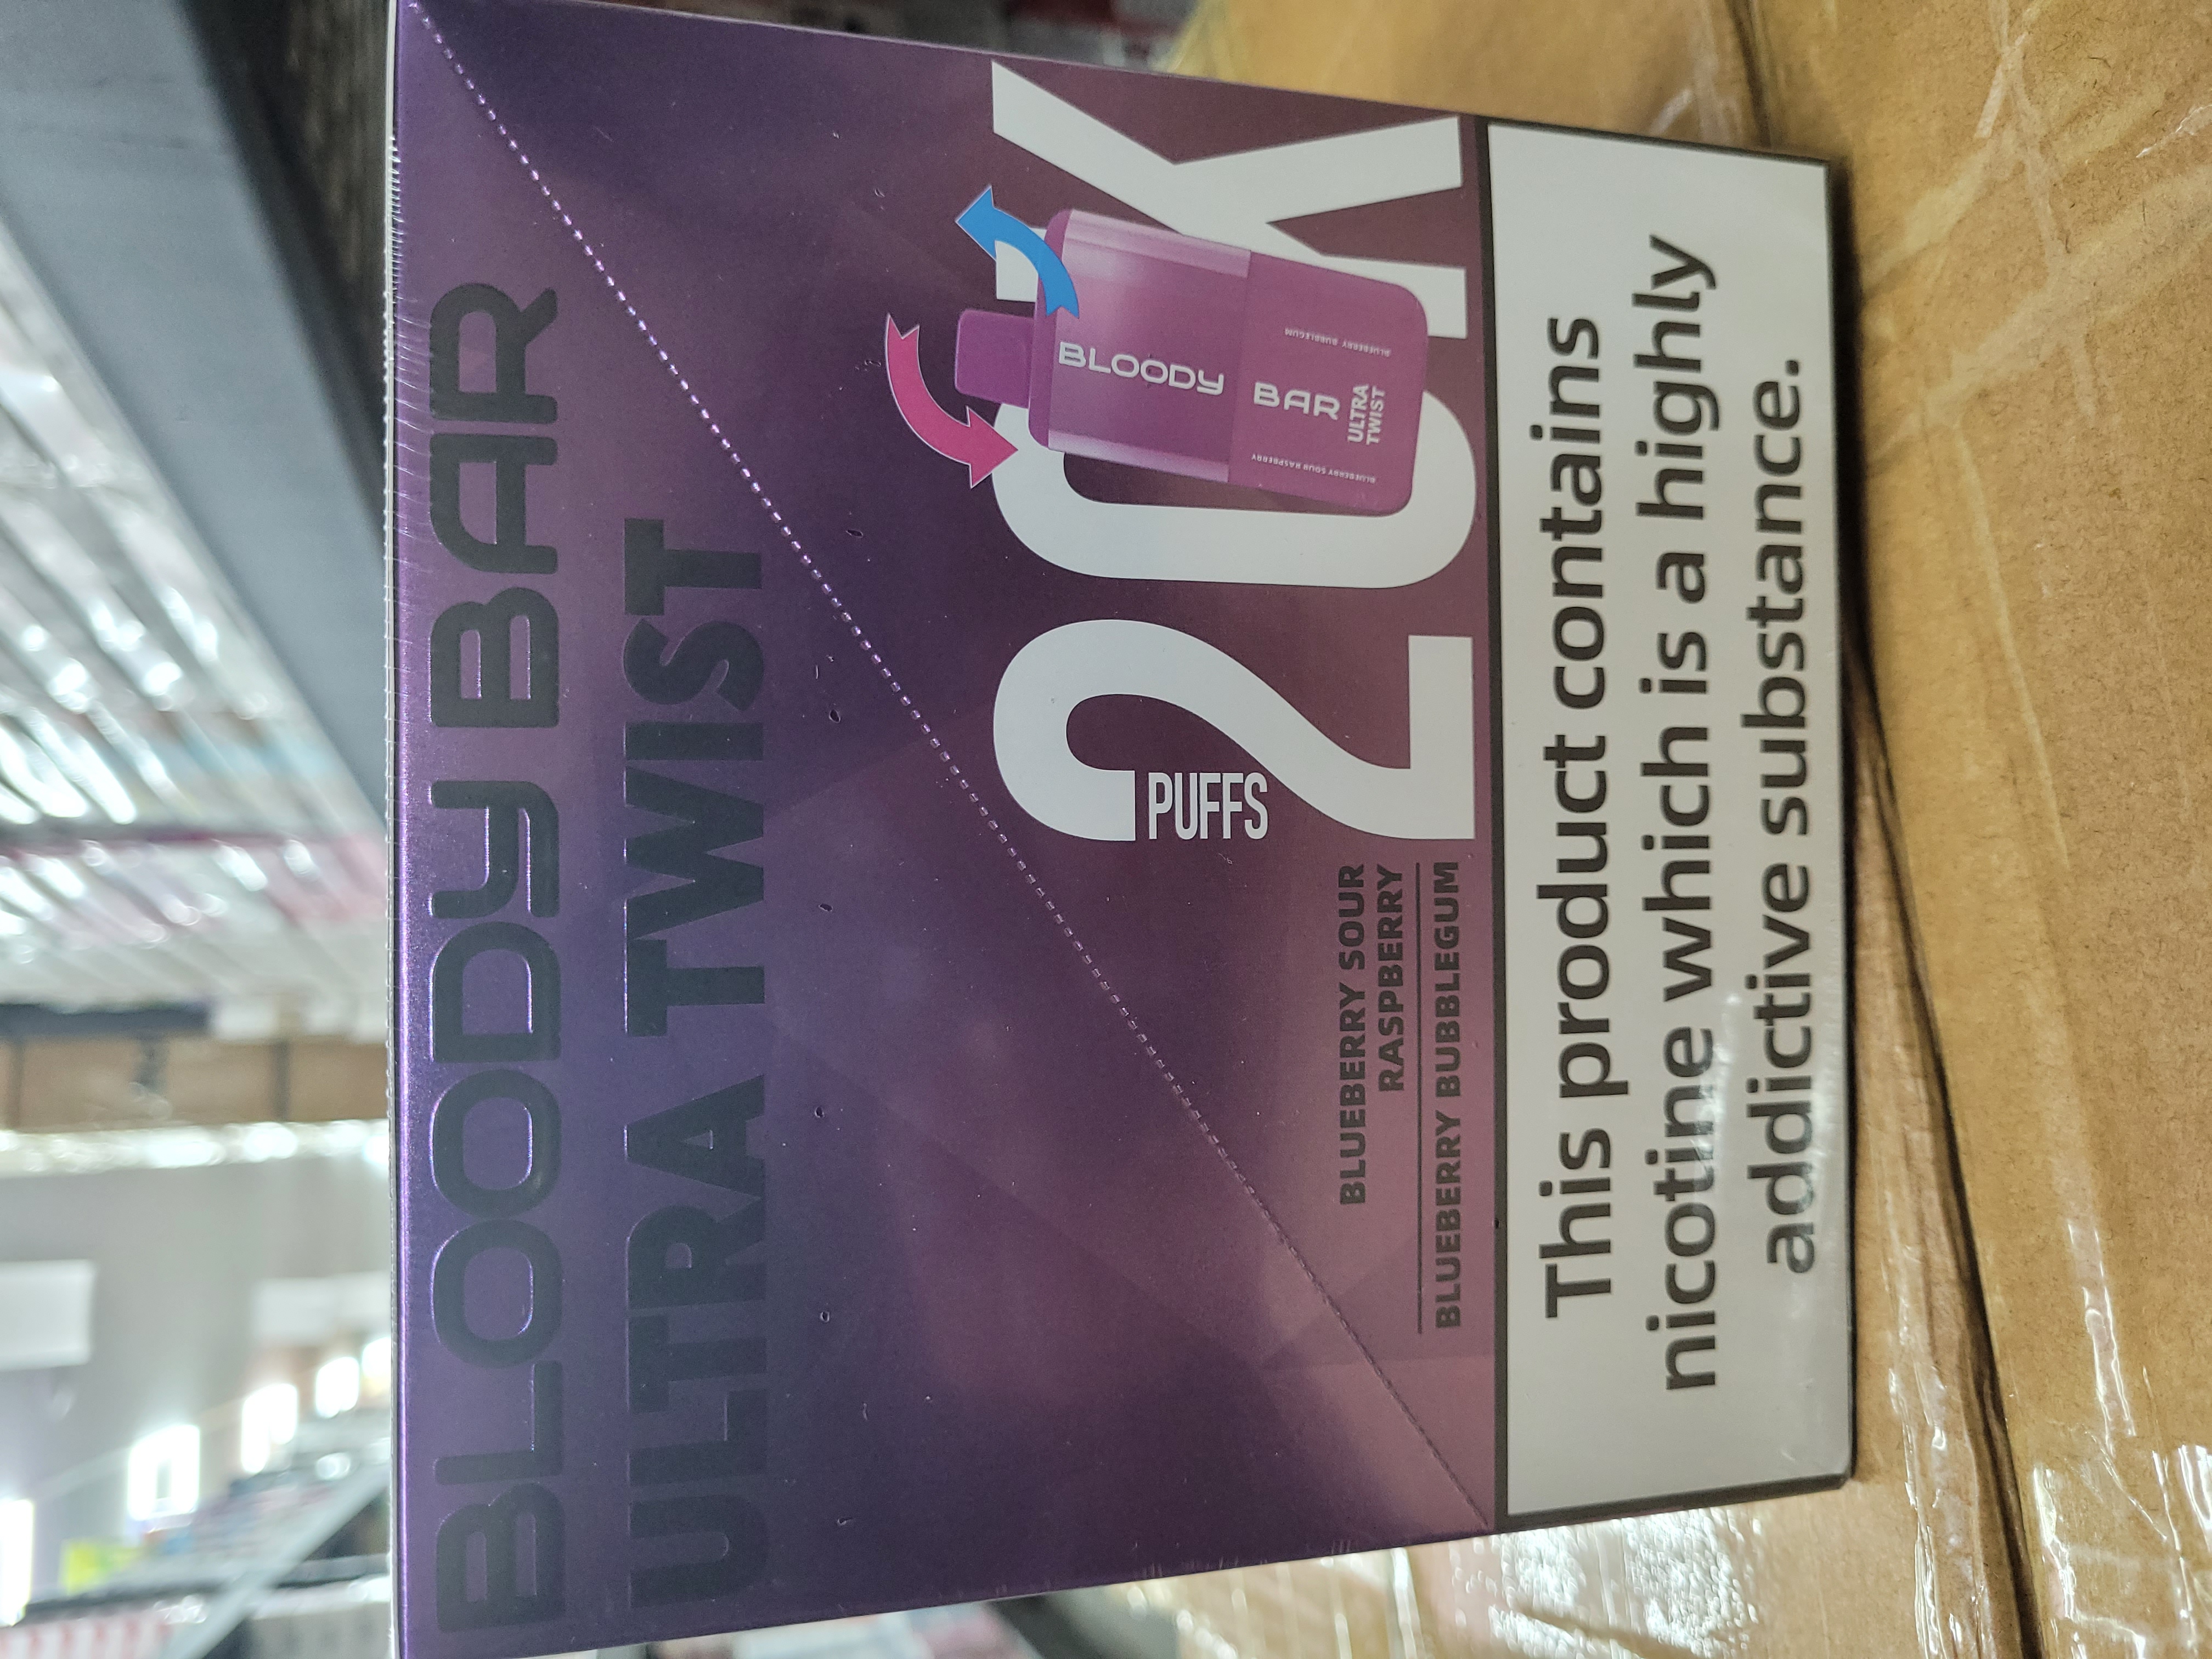 BLOODY BAR
ULTRA TWIST
20K
PUFFS
BLOODY BAR
ULTRA
TWIST
BLUEBERRY SOUR RASPBERRY
BLUEBERRY BUBBLEGUM
BLUEBERRY SOUR
RASPBERRY
BLUEBERRY BUBBLEGUM
This product contains
nicotine which is a highly
addictive substance.